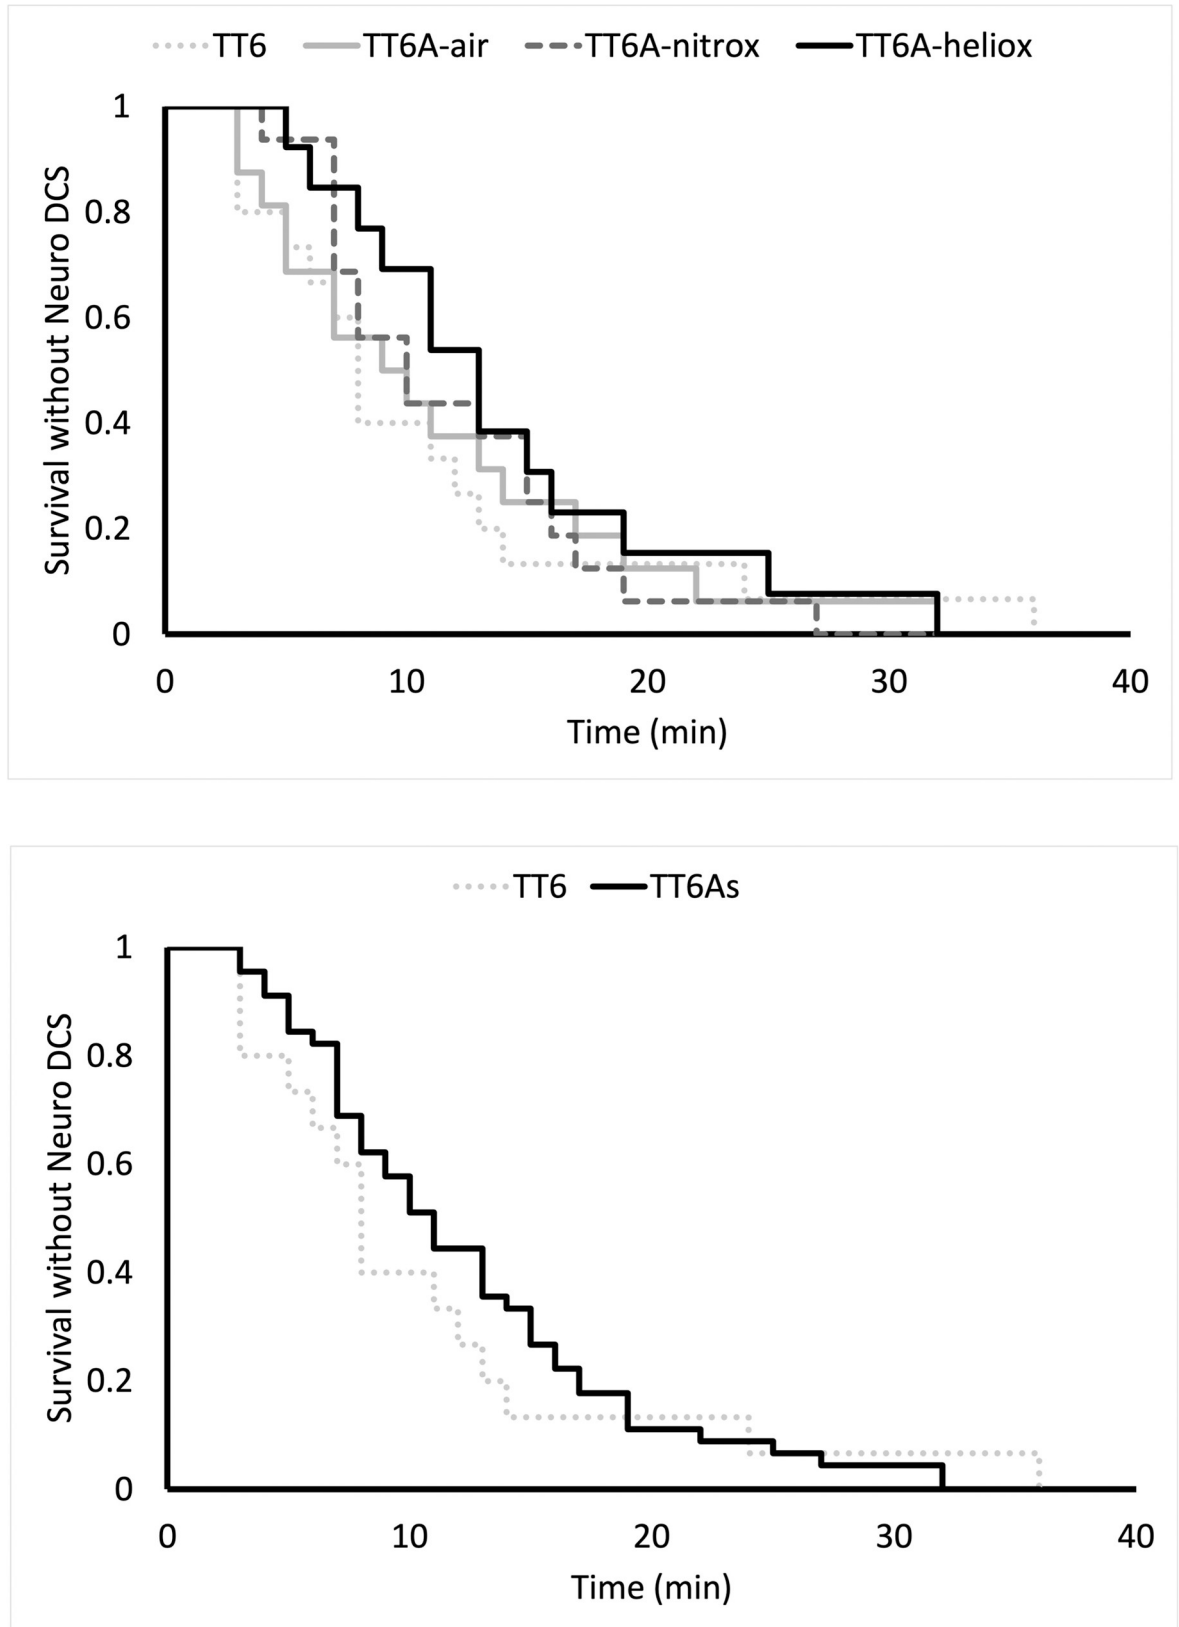 TT6 TT6A-air TT6A-nitrox TT6A-heliox
Survival without Neuro DCS
1
0.8
0.6
0.4
0.2
0
0 10 20 30 40
Time (min)
TT6 TT6As
Survival without Neuro DCS
1
0.8
0.6
0.4
0.2
0
0 10 20 30 40
Time (min)